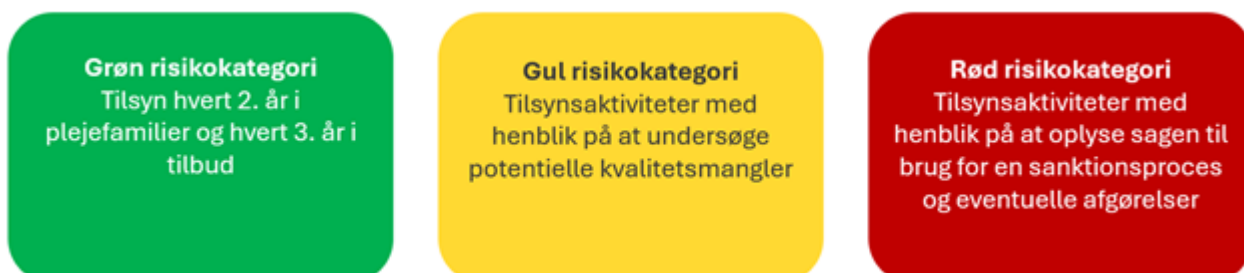 Grøn risikokategori
Tilsyn hvert 2. år i
plejefamilier og hvert 3. år i
tilbud
Gul risikokategori
Tilsynsaktiviteter med
henblik på at undersøge
potentielle kvalitetsmangler
Rød risikokategori
Tilsynsaktiviteter med
henblik på at oplyse sagen til
brug for en sanktionsproces
og eventuelle afgørelser